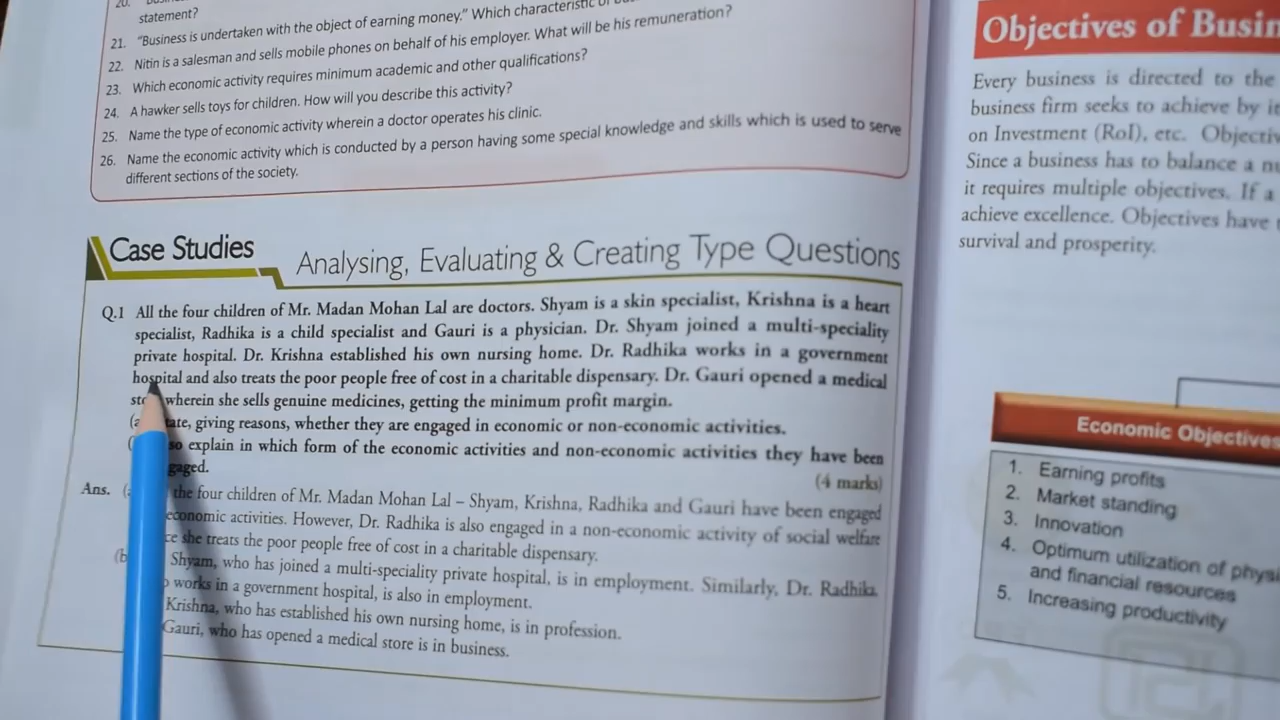 20.
statement?
21. "Business is undertaken with the object of earning money." Which characteristic of
22. Nitin is a salesman and sells mobile phones on behalf of his employer. What will be his remuneration?
23. Which economic activity requires minimum academic and other qualifications?
24. A hawker sells toys for children. How will you describe this activity?
25. Name the type of economic activity wherein a doctor operates his clinic.
26. Name the economic activity which is conducted by a person having some special knowledge and skills which is used to serve
different sections of the society.
Case Studies Analysing, Evaluating & Creating Type Questions
Q.1 All the four children of Mr. Madan Mohan Lal are doctors. Shyam is a skin specialist, Krishna is a heart
specialist, Radhika is a child specialist and Gauri is a physician. Dr. Shyam joined a multi-speciality
private hospital. Dr. Krishna established his own nursing home. Dr. Radhika works in a government
hospital and also treats the poor people free of cost in a charitable dispensary. Dr. Gauri opened a medical
wherein she sells genuine medicines, getting the minimum profit margin.
giving reasons, whether they are engaged in economic or non-economic activities.
explain in which form of the economic activities and non-economic activities they have been
gaged.
(4 marks)
Ans. the four children of Mr. Madan Mohan Lal – Shyam, Krishna, Radhika and Gauri have been engaged
economic activities. However, Dr. Radhika is also engaged in a non-economic activity of social welfare
she treats the poor people free of cost in a charitable dispensary.
(b Shyam, who has joined a multi-speciality private hospital, is in employment. Similarly, Dr. Radhika
works in a government hospital, is also in employment.
Krishna, who has established his own nursing home, is in profession.
Gauri, who has opened a medical store is in business.
Objectives of Busin
Every business is directed to the
business firm seeks to achieve by it
on Investment (RoI), etc. Objectiv
Since a business has to balance a nu
it requires multiple objectives. If a
achieve excellence. Objectives have
survival and prosperity.
Economic Objectives
1. Earning profits
2. Market standing
3. Innovation
4. Optimum utilization of physi
and financial resources
5. Increasing productivity